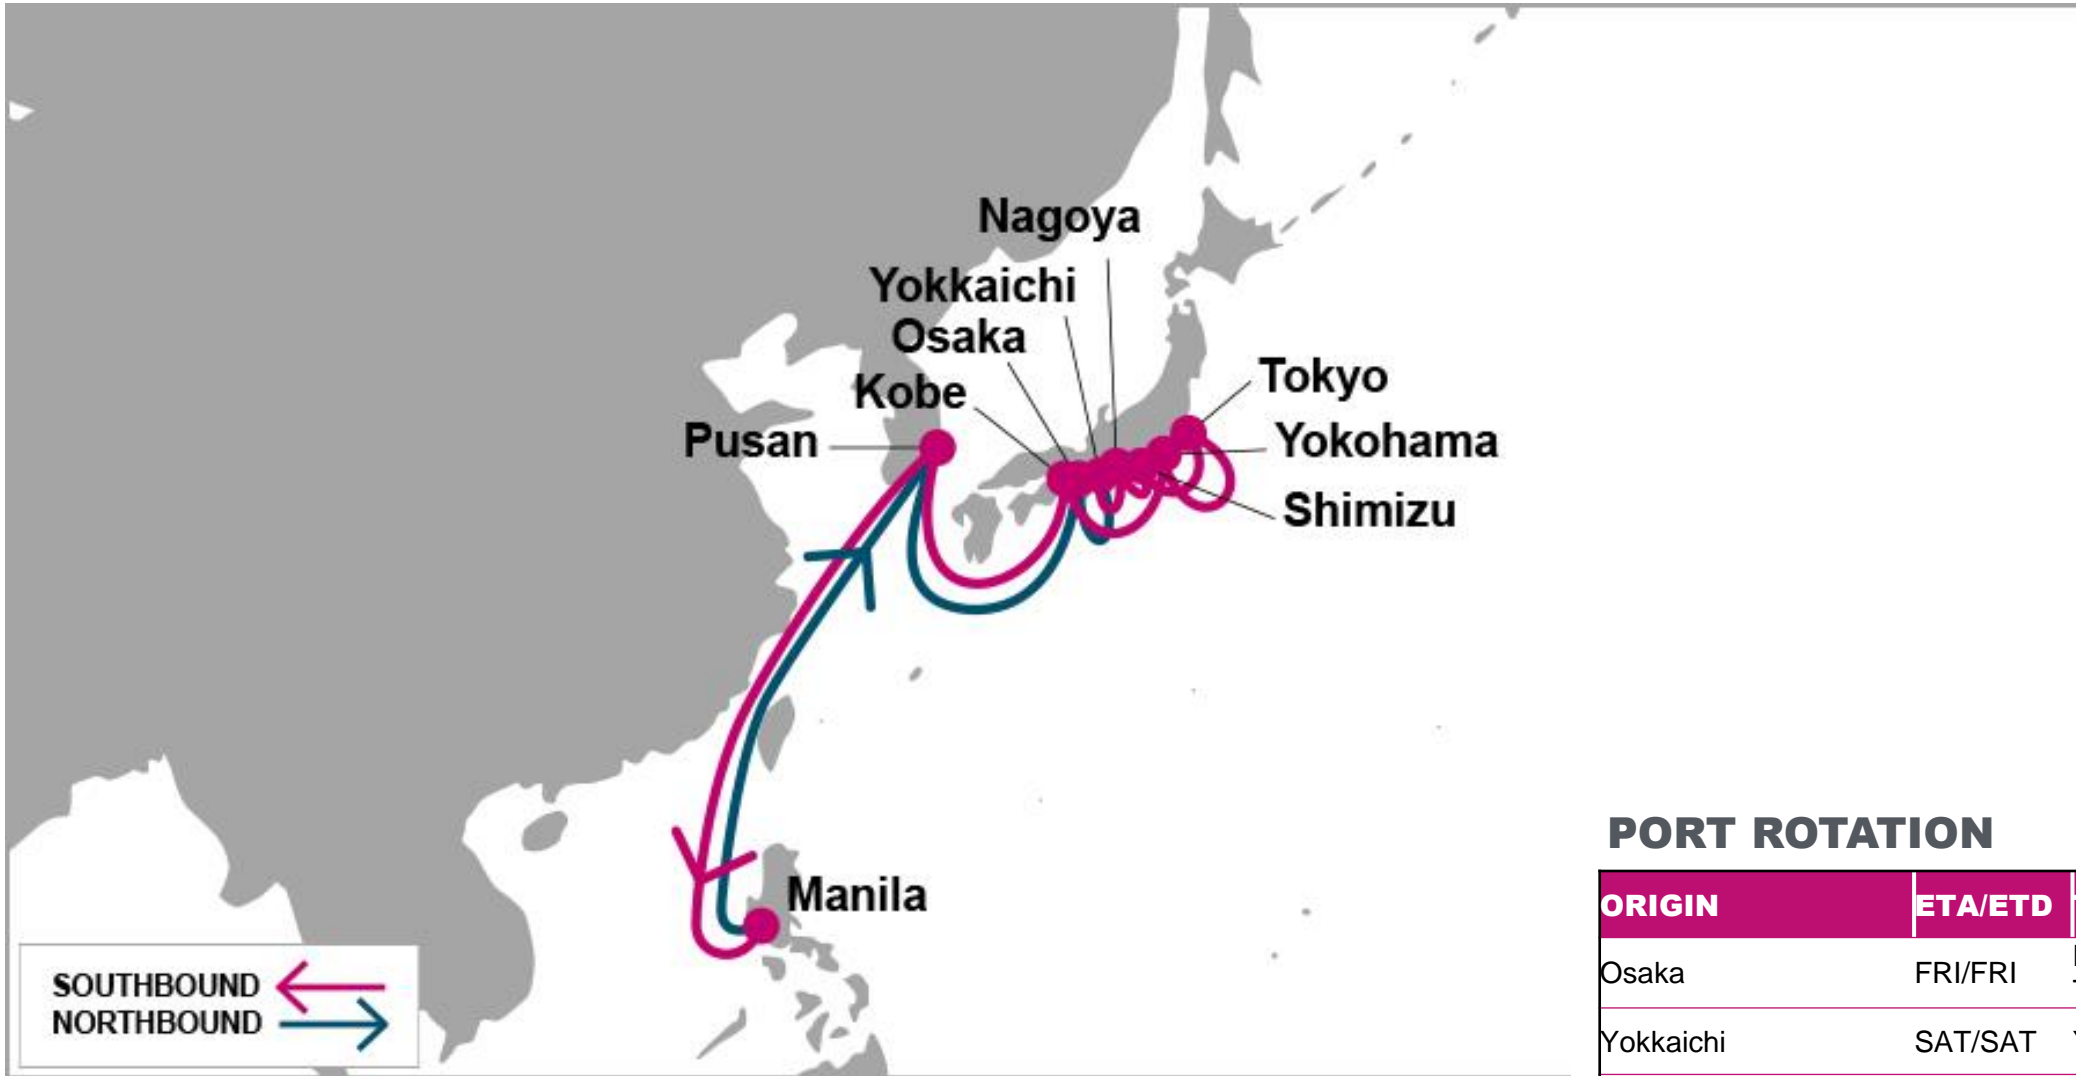 Nagoya
Yokkaichi
Osaka
Kobe
Pusan
Tokyo
Yokohama
Shimizu
Manila
SOUTHBOUND
NORTHBOUND
PORT ROTATION
ORIGIN ETA/ETD
Osaka FRI/FRI
Yokkaichi SAT/SAT